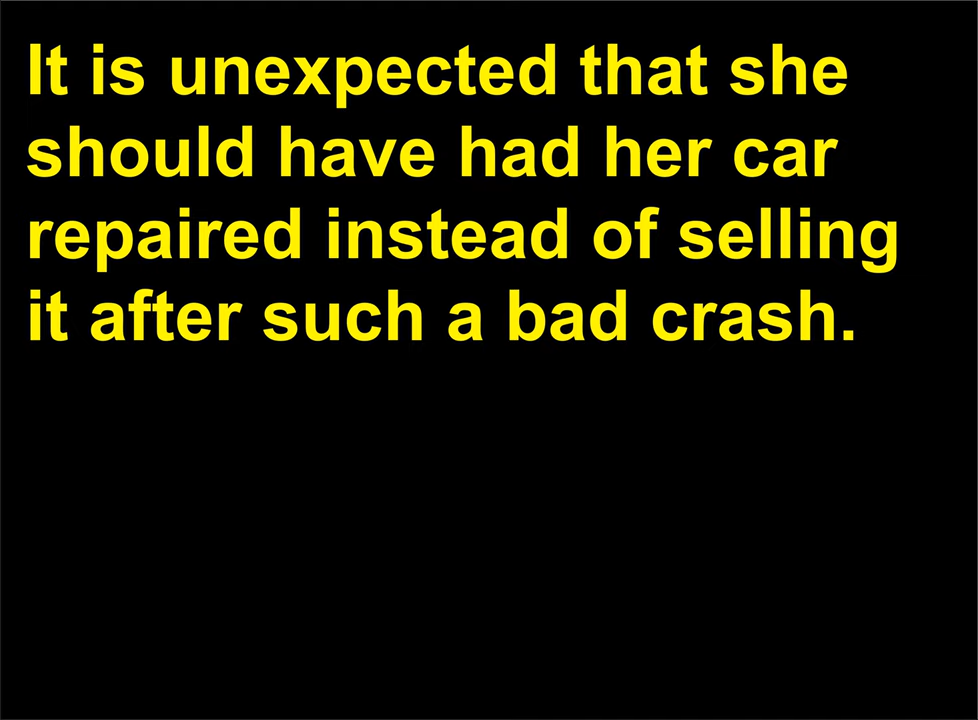 It is unexpected that she
should have had her car
repaired instead of selling
it after such a bad crash.